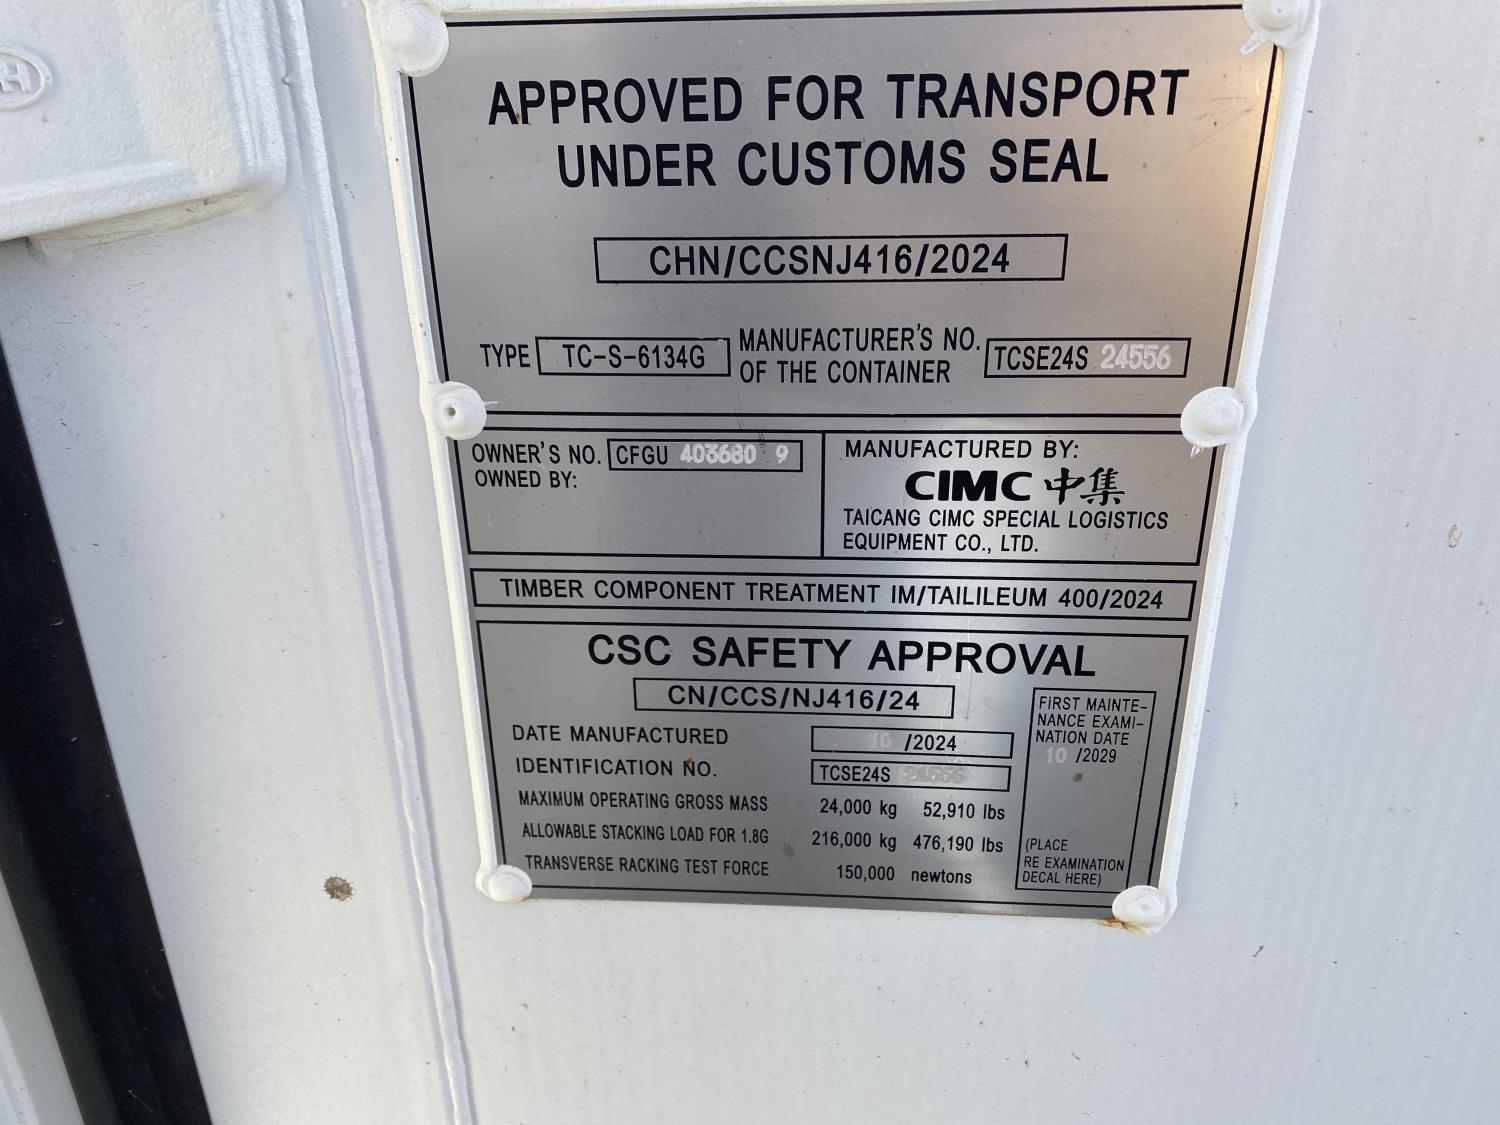 APPROVED FOR TRANSPORT
UNDER CUSTOMS SEAL
CHN/CCSNJ416/2024
TYPE TC-S-6134G MANUFACTURER'S NO. OF THE CONTAINER TCSE24S 24556
OWNER'S NO. CFGU 403680 9
OWNED BY:
MANUFACTURED BY:
CIMC 中集
TAICANG CIMC SPECIAL LOGISTICS
EQUIPMENT CO., LTD.
TIMBER COMPONENT TREATMENT IM/TAILILEUM 400/2024
CSC SAFETY APPROVAL
CN/CCS/NJ416/24
DATE MANUFACTURED 10 /2024
IDENTIFICATION NO. TCSE24S 24556
MAXIMUM OPERATING GROSS MASS 24,000 kg 52,910 lbs
ALLOWABLE STACKING LOAD FOR 1.8G 216,000 kg 476,190 lbs
TRANSVERSE RACKING TEST FORCE 150,000 newtons
FIRST MAINTE-
NANCE EXAMI-
NATION DATE
10 /2029
(PLACE
RE EXAMINATION
DECAL HERE)